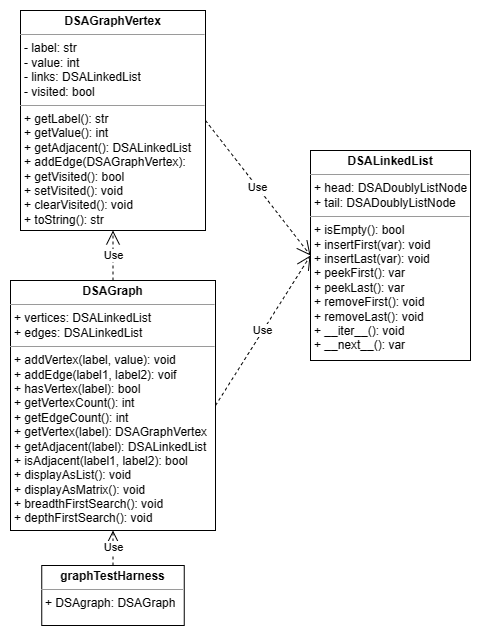 DSAGraphVertex
- label: str
- value: int
- links: DSALinkedList
- visited: bool
+ getLabel(): str
+ getValue(): int
+ getAdjacent(): DSALinkedList
+ addEdge(DSAGraphVertex):
+ getVisited(): bool
+ setVisited(): void
+ clearVisited(): void
+ toString(): str
Use
DSALinkedList
+ head: DSADoublyListNode
+ tail: DSADoublyListNode
+ isEmpty(): bool
+ insertFirst(var): void
+ insertLast(var): void
+ peekFirst(): var
+ peekLast(): var
+ removeFirst(): void
+ removeLast(): void
+ __iter__(): void
+ __next__(): var
Use
Use
DSAGraph
+ vertices: DSALinkedList
+ edges: DSALinkedList
+ addVertex(label, value): void
+ addEdge(label1, label2): voif
+ hasVertex(label): bool
+ getVertexCount(): int
+ getEdgeCount(): int
+ getVertex(label): DSAGraphVertex
+ getAdjacent(label): DSALinkedList
+ isAdjacent(label1, label2): bool
+ displayAsList(): void
+ displayAsMatrix(): void
+ breadthFirstSearch(): void
+ depthFirstSearch(): void
Use
graphTestHarness
+ DSAgraph: DSAGraph